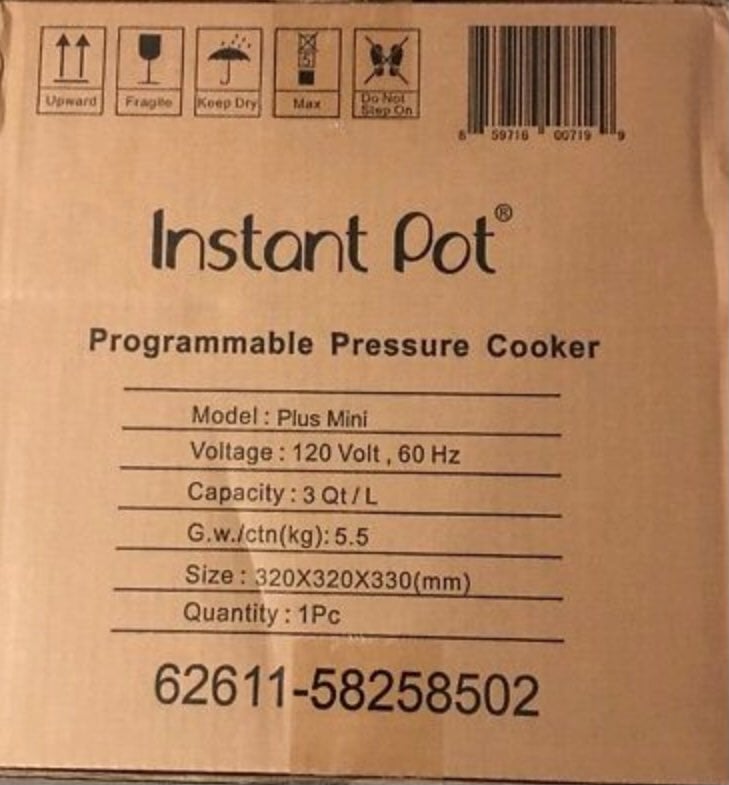 Upward Fragile Keep Dry Max Do Not Step On
5
8 59716 00719 9
Instant Pot®
Programmable Pressure Cooker
Model : Plus Mini
Voltage : 120 Volt , 60 Hz
Capacity : 3 Qt / L
G.w./ctn(kg): 5.5
Size : 320X320X330(mm)
Quantity : 1Pc
62611-58258502